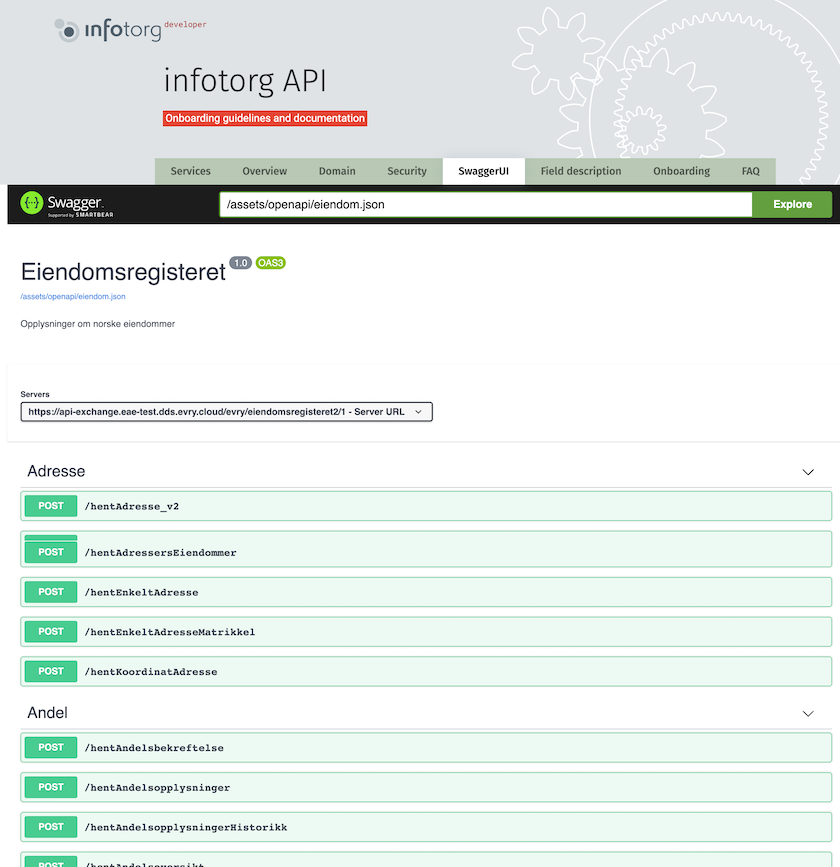 infotorg developer
infotorg API
Onboarding guidelines and documentation
Services Overview Domain Security SwaggerUI Field description Onboarding FAQ
Swagger. /assets/openapi/eiendom.json Explore
Supported by SMARTBEAR
Eiendomsregisteret 1.0 OAS3
/assets/openapi/eiendom.json
Opplysninger om norske eiendommer
Servers
https://api-exchange.eae-test.dds.evry.cloud/evry/eiendomsregisteret2/1 - Server URL
Adresse
POST /hentAdresse_v2
POST /hentAdressersEiendommer
POST /hentEnkeltAdresse
POST /hentEnkeltAdresseMatrikkel
POST /hentKoordinatAdresse
Andel
POST /hentAndelsbekreftelse
POST /hentAndelsopplysninger
POST /hentAndelsopplysningerHistorikk
POST /hentAndelsoversikt